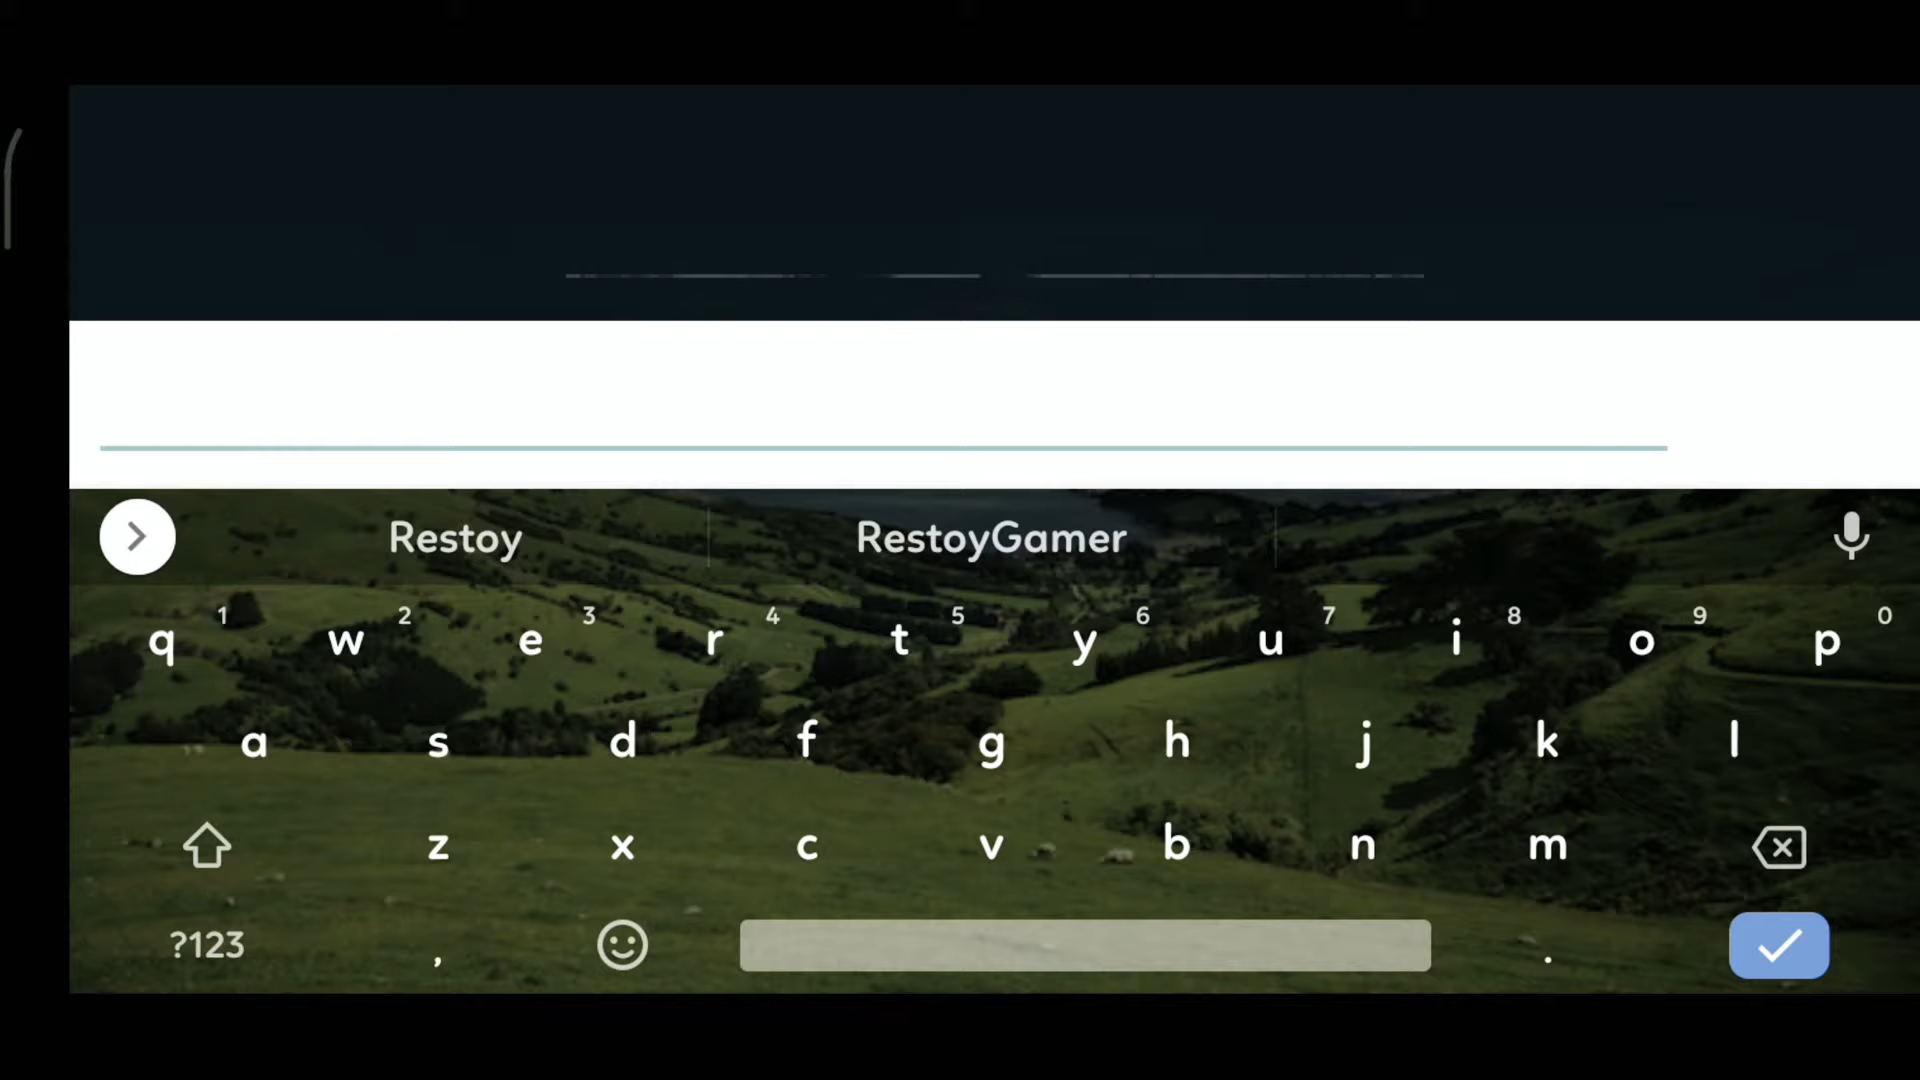 Restoy RestoyGamer
q 1 w 2 e 3 r 4 t 5 y 6 u 7 i 8 o 9 p 0
a s d f g h j k l
z x c v b n m
?123 , .